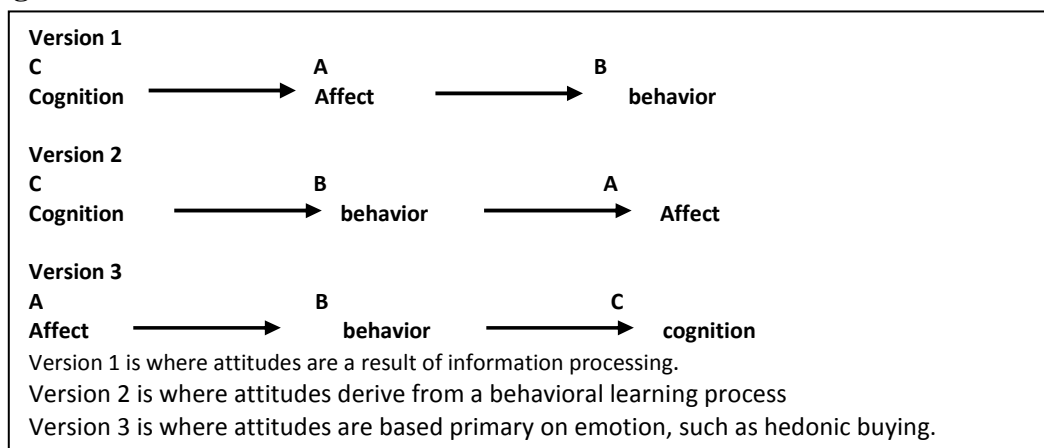 Version 1
C A B
Cognition Affect behavior
Version 2
C B A
Cognition behavior Affect
Version 3
A B C
Affect behavior cognition
Version 1 is where attitudes are a result of information processing.
Version 2 is where attitudes derive from a behavioral learning process
Version 3 is where attitudes are based primary on emotion, such as hedonic buying.